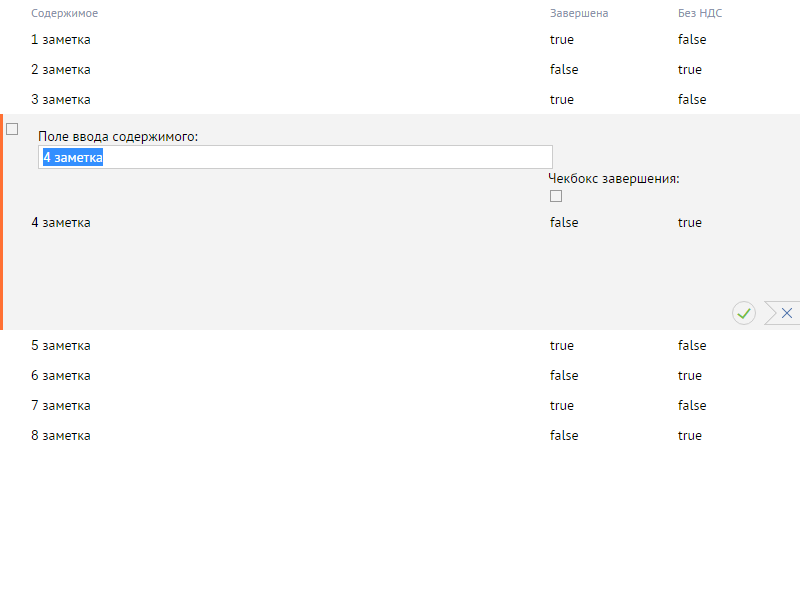 Содержимое Завершена Без НДС
1 заметка true false
2 заметка false true
3 заметка true false
Поле ввода содержимого:
4 заметка
Чекбокс завершения:
4 заметка false true
5 заметка true false
6 заметка false true
7 заметка true false
8 заметка false true